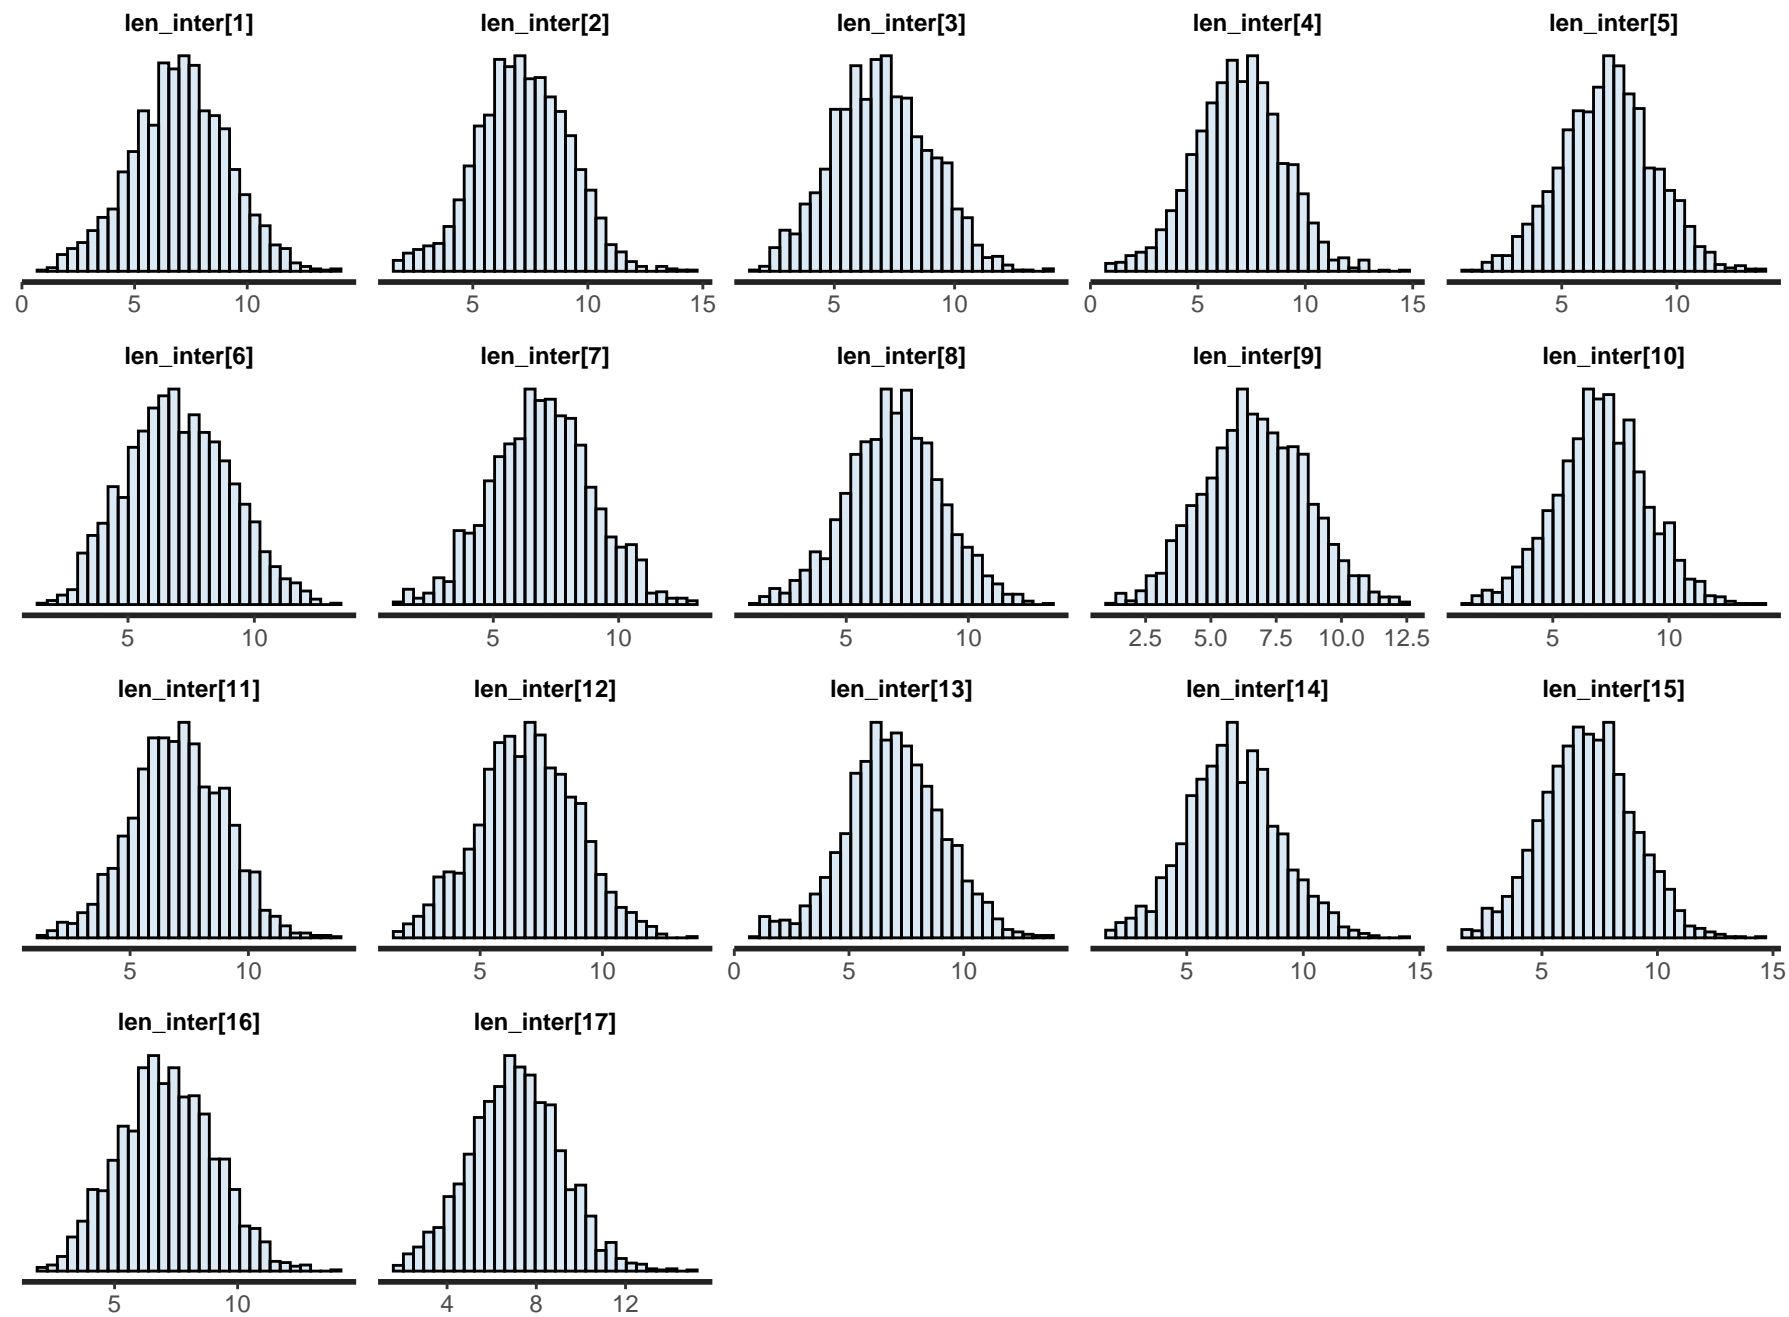 len_inter[1] len_inter[2] len_inter[3] len_inter[4] len_inter[5]
0 5 10 5 10 15 5 10 0 5 10 15 5 10
len_inter[6] len_inter[7] len_inter[8] len_inter[9] len_inter[10]
5 10 5 10 5 10 2.5 5.0 7.5 10.0 12.5 5 10
len_inter[11] len_inter[12] len_inter[13] len_inter[14] len_inter[15]
5 10 5 10 0 5 10 5 10 15 5 10 15
len_inter[16] len_inter[17]
5 10 4 8 12